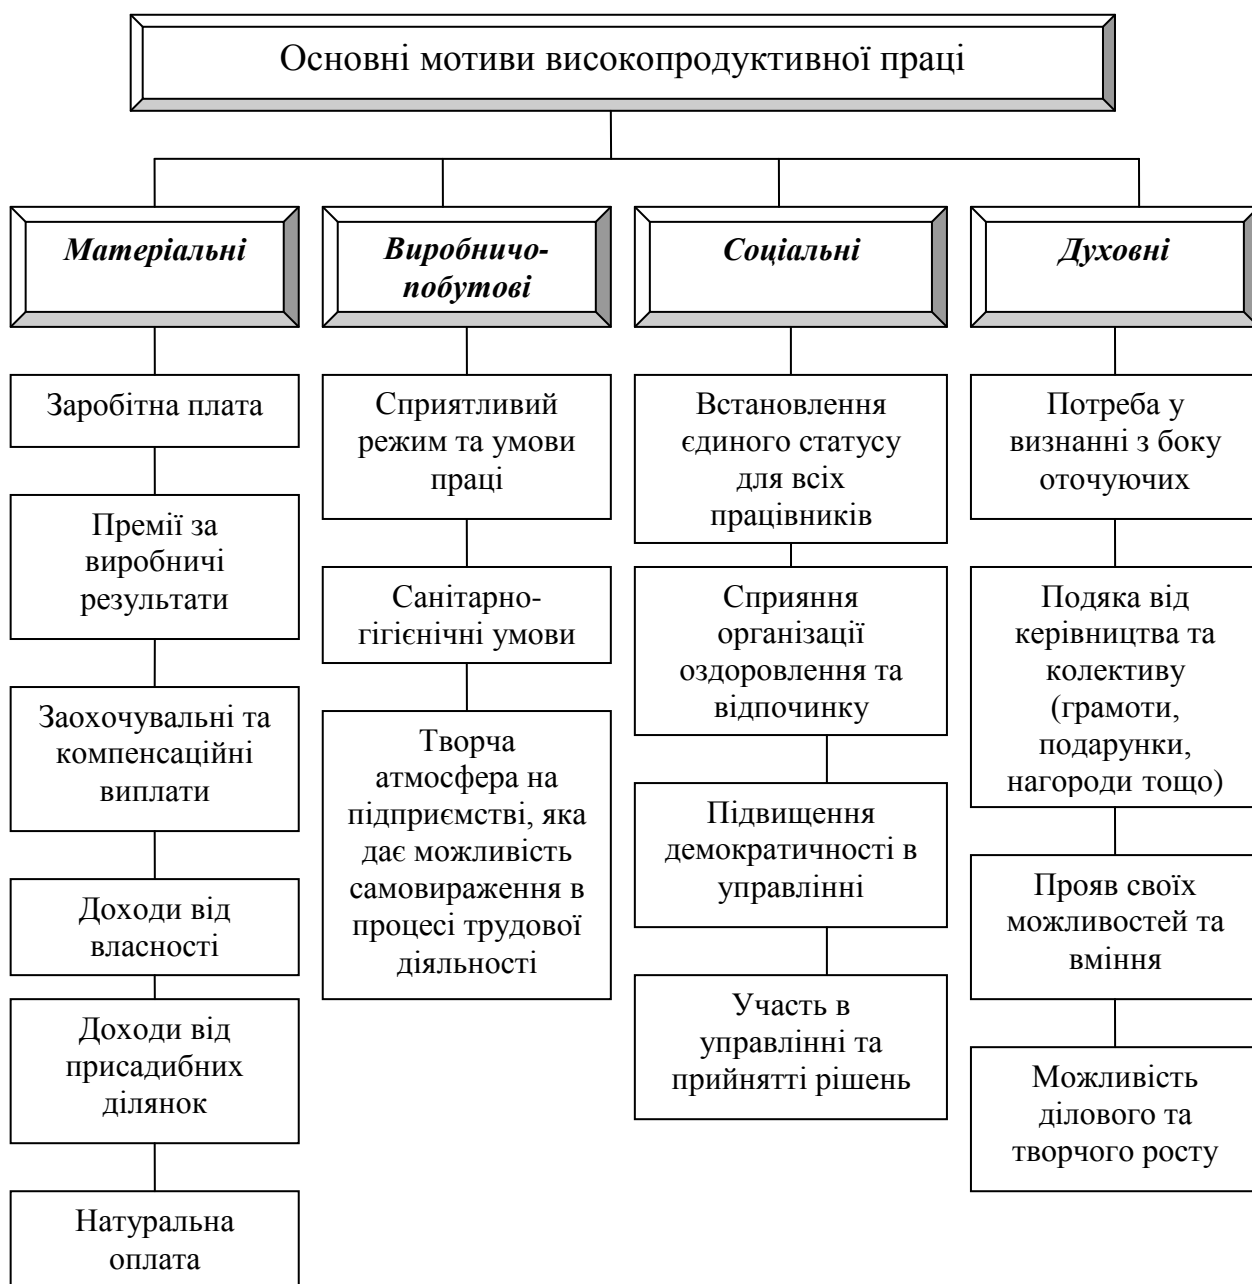 Основні мотиви високопродуктивної праці
Матеріальні
Заробітна плата
Премії за
виробничі
результати
Заохочувальні та
компенсаційні
виплати
Доходи від
власності
Доходи від
присадибних
ділянок
Натуральна
оплата
Виробничо-
побутові
Сприятливий
режим та умови
праці
Санітарно-
гігієнічні умови
Творча
атмосфера на
підприємстві, яка
дає можливість
самовираження в
процесі трудової
діяльності
Соціальні
Встановлення
єдиного статусу
для всіх
працівників
Сприяння
організації
оздоровлення та
відпочинку
Підвищення
демократичності в
управлінні
Участь в
управлінні та
прийнятті рішень
Духовні
Потреба у
визнанні з боку
оточуючих
Подяка від
керівництва та
колективу
(грамоти,
подарунки,
нагороди тощо)
Прояв своїх
можливостей та
вміння
Можливість
ділового та
творчого росту